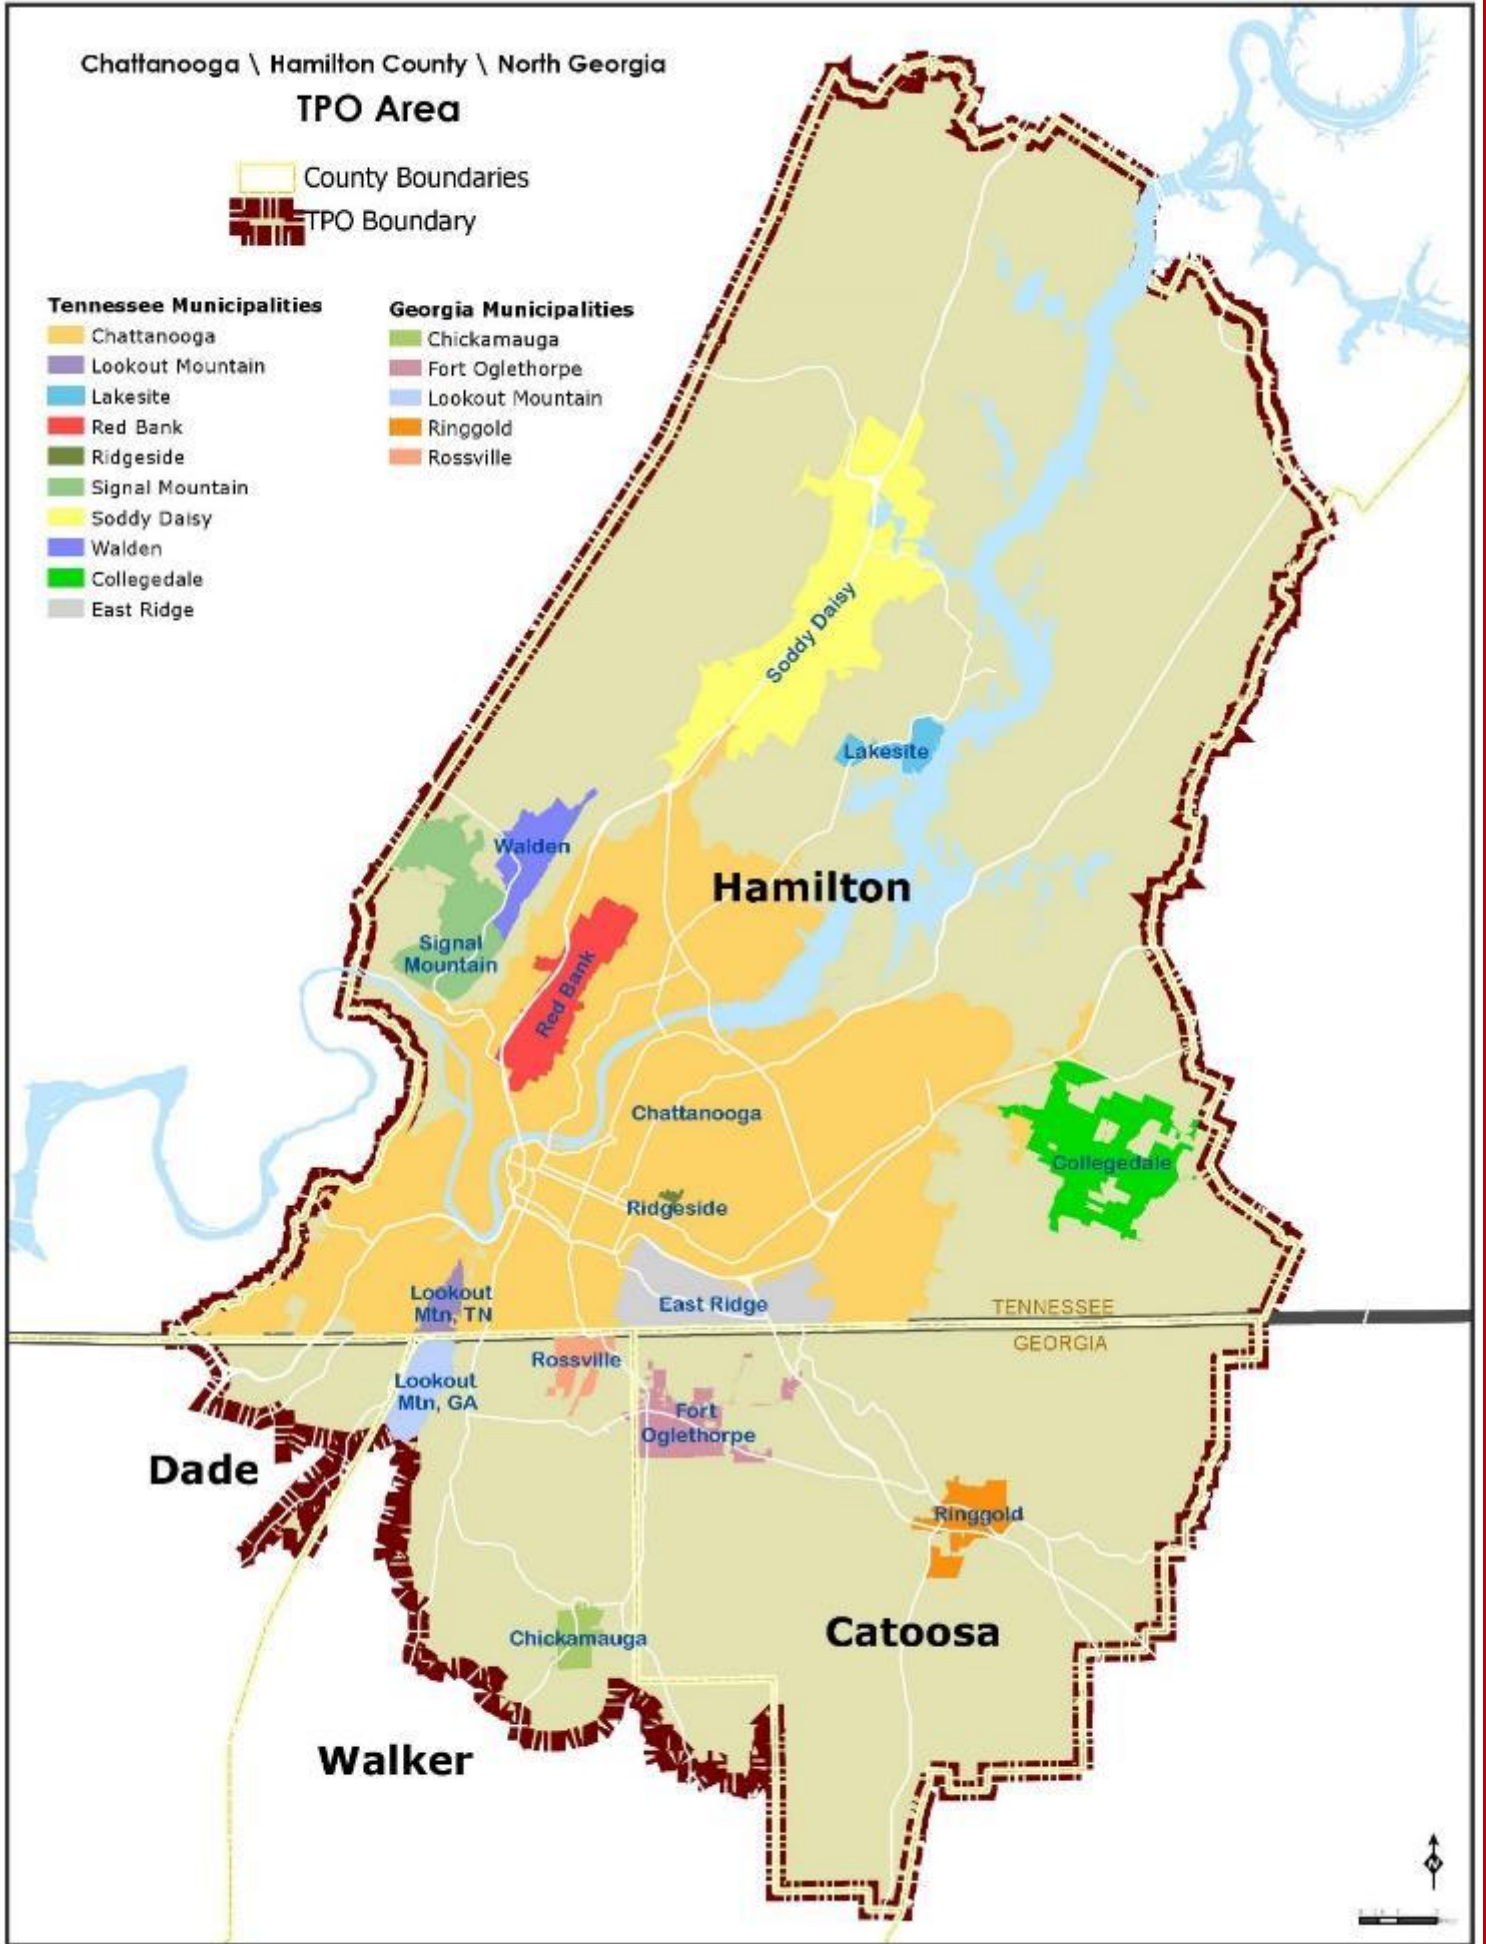 Chattanooga \ Hamilton County \ North Georgia
TPO Area
County Boundaries
TPO Boundary
Tennessee Municipalities
Chattanooga
Lookout Mountain
Lakesite
Red Bank
Ridgeside
Signal Mountain
Soddy Daisy
Walden
Collegedale
East Ridge
Georgia Municipalities
Chickamauga
Fort Oglethorpe
Lookout Mountain
Ringgold
Rossville
Soddy Daisy
Lakesite
Walden
Hamilton
Signal
Mountain
Red Bank
Chattanooga
Collegedale
Ridgeside
Lookout
Mtn, TN
East Ridge
TENNESSEE
GEORGIA
Rossville
Lookout
Mtn, GA
Fort
Oglethorpe
Dade
Ringgold
Catoosa
Chickamauga
Walker
N